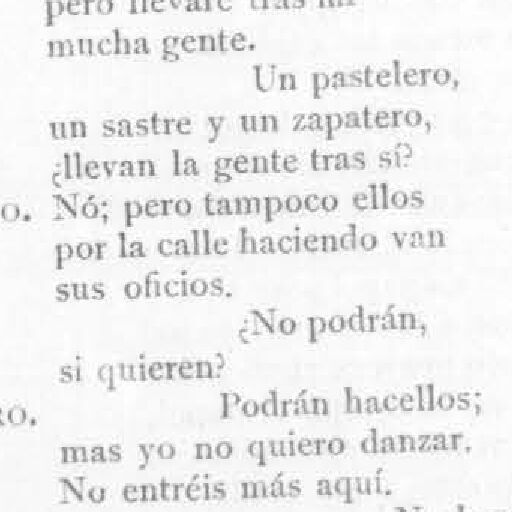 pero llevaré tras mí
mucha gente.
Un pastelero,
un sastre y un zapatero,
¿llevan la gente tras sí?
O. Nó; pero tampoco ellos
por la calle haciendo van
sus oficios.
¿No podrán,
si quieren?
RO. Podrán hacellos;
mas yo no quiero danzar.
No entréis más aquí.